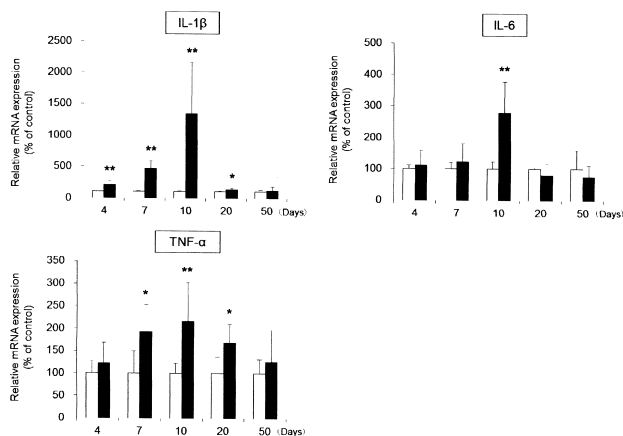 IL-1β
Relative mRNA expression
(% of control)
2500
2000
1500
1000
500
0
** ** ** *
4 7 10 20 50 (Days)
IL-6
Relative mRNA expression
(% of control)
500
400
300
200
100
0
**
4 7 10 20 50 (Days)
TNF-α
Relative mRNA expression
(% of control)
350
300
250
200
150
100
50
0
* ** *
4 7 10 20 50 (Days)